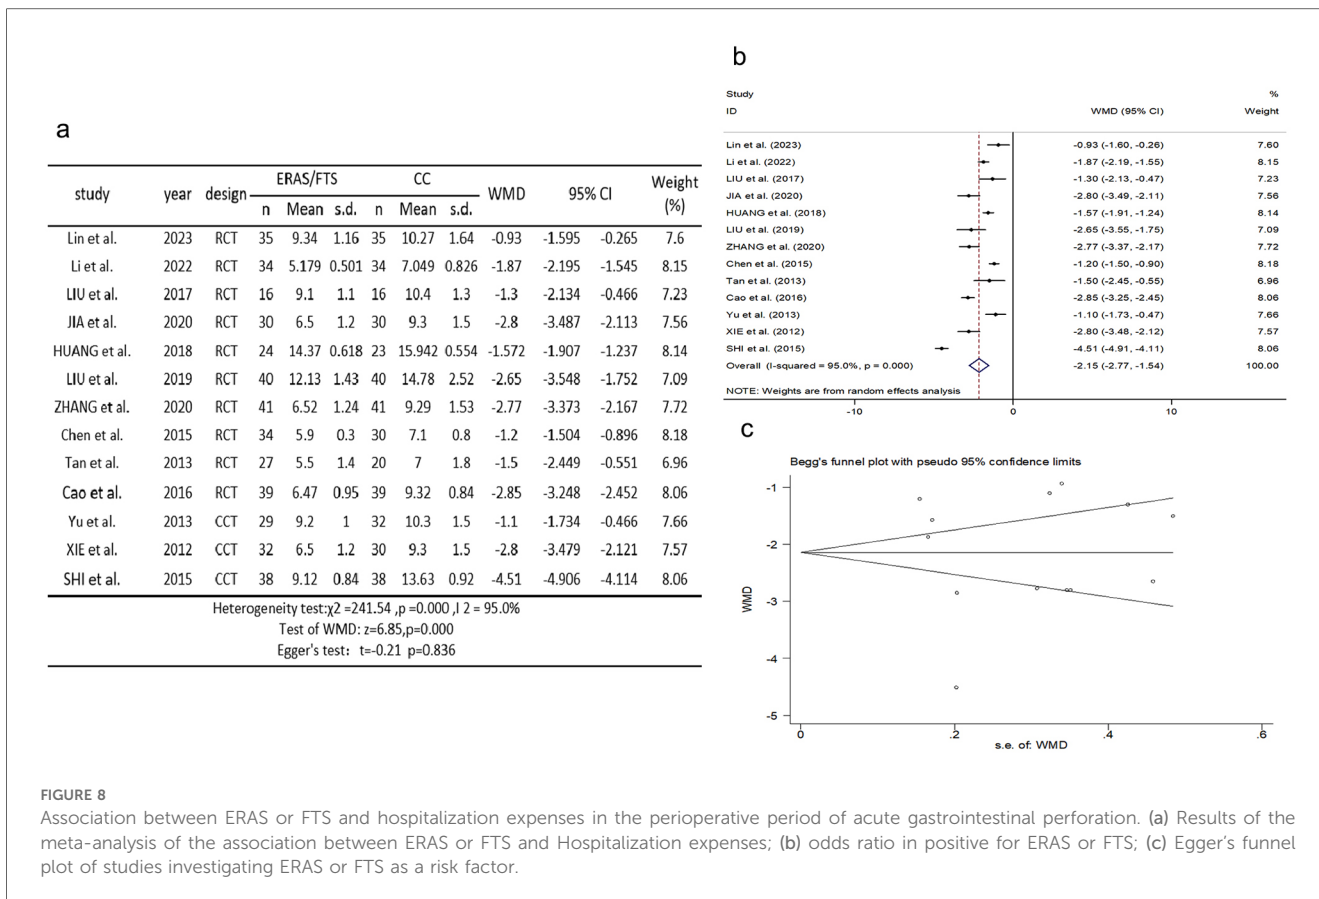 a
study year design ERAS/FTS CC WMD 95% CI Weight (%)
n Mean s.d. n Mean s.d.
Lin et al. 2023 RCT 35 9.34 1.16 35 10.27 1.64 -0.93 -1.595 -0.265 7.6
Li et al. 2022 RCT 34 5.179 0.501 34 7.049 0.826 -1.87 -2.195 -1.545 8.15
LIU et al. 2017 RCT 16 9.1 1.1 16 10.4 1.3 -1.3 -2.134 -0.466 7.23
JIA et al. 2020 RCT 30 6.5 1.2 30 9.3 1.5 -2.8 -3.487 -2.113 7.56
HUANG et al. 2018 RCT 24 14.37 0.618 23 15.942 0.554 -1.572 -1.907 -1.237 8.14
LIU et al. 2019 RCT 40 12.13 1.43 40 14.78 2.52 -2.65 -3.548 -1.752 7.09
ZHANG et al. 2020 RCT 41 6.52 1.24 41 9.29 1.53 -2.77 -3.373 -2.167 7.72
Chen et al. 2015 RCT 34 5.9 0.3 30 7.1 0.8 -1.2 -1.504 -0.896 8.18
Tan et al. 2013 RCT 27 5.5 1.4 20 7 1.8 -1.5 -2.449 -0.551 6.96
Cao et al. 2016 RCT 39 6.47 0.95 39 9.32 0.84 -2.85 -3.248 -2.452 8.06
Yu et al. 2013 CCT 29 9.2 1 32 10.3 1.5 -1.1 -1.734 -0.466 7.66
XIE et al. 2012 CCT 32 6.5 1.2 30 9.3 1.5 -2.8 -3.479 -2.121 7.57
SHI et al. 2015 CCT 38 9.12 0.84 38 13.63 0.92 -4.51 -4.906 -4.114 8.06
Heterogeneity test:χ2 =241.54 ,p =0.000 ,I 2 = 95.0%
Test of WMD: z=6.85,p=0.000
Egger's test: t=-0.21 p=0.836
b
Study %
ID WMD (95% CI) Weight
Lin et al. (2023) -0.93 (-1.60, -0.26) 7.60
Li et al. (2022) -1.87 (-2.19, -1.55) 8.15
LIU et al. (2017) -1.30 (-2.13, -0.47) 7.23
JIA et al. (2020) -2.80 (-3.49, -2.11) 7.56
HUANG et al. (2018) -1.57 (-1.91, -1.24) 8.14
LIU et al. (2019) -2.65 (-3.55, -1.75) 7.09
ZHANG et al. (2020) -2.77 (-3.37, -2.17) 7.72
Chen et al. (2015) -1.20 (-1.50, -0.90) 8.18
Tan et al. (2013) -1.50 (-2.45, -0.55) 6.96
Cao et al. (2016) -2.85 (-3.25, -2.45) 8.06
Yu et al. (2013) -1.10 (-1.73, -0.47) 7.66
XIE et al. (2012) -2.80 (-3.48, -2.12) 7.57
SHI et al. (2015) -4.51 (-4.91, -4.11) 8.06
Overall (I-squared = 95.0%, p = 0.000) -2.15 (-2.77, -1.54) 100.00
NOTE: Weights are from random effects analysis
-10 0 10
c
Begg's funnel plot with pseudo 95% confidence limits
-1
-2
-3
-4
-5
WMD
0 .2 .4 .6
s.e. of: WMD
FIGURE 8
Association between ERAS or FTS and hospitalization expenses in the perioperative period of acute gastrointestinal perforation. (a) Results of the
meta-analysis of the association between ERAS or FTS and Hospitalization expenses; (b) odds ratio in positive for ERAS or FTS; (c) Egger's funnel
plot of studies investigating ERAS or FTS as a risk factor.